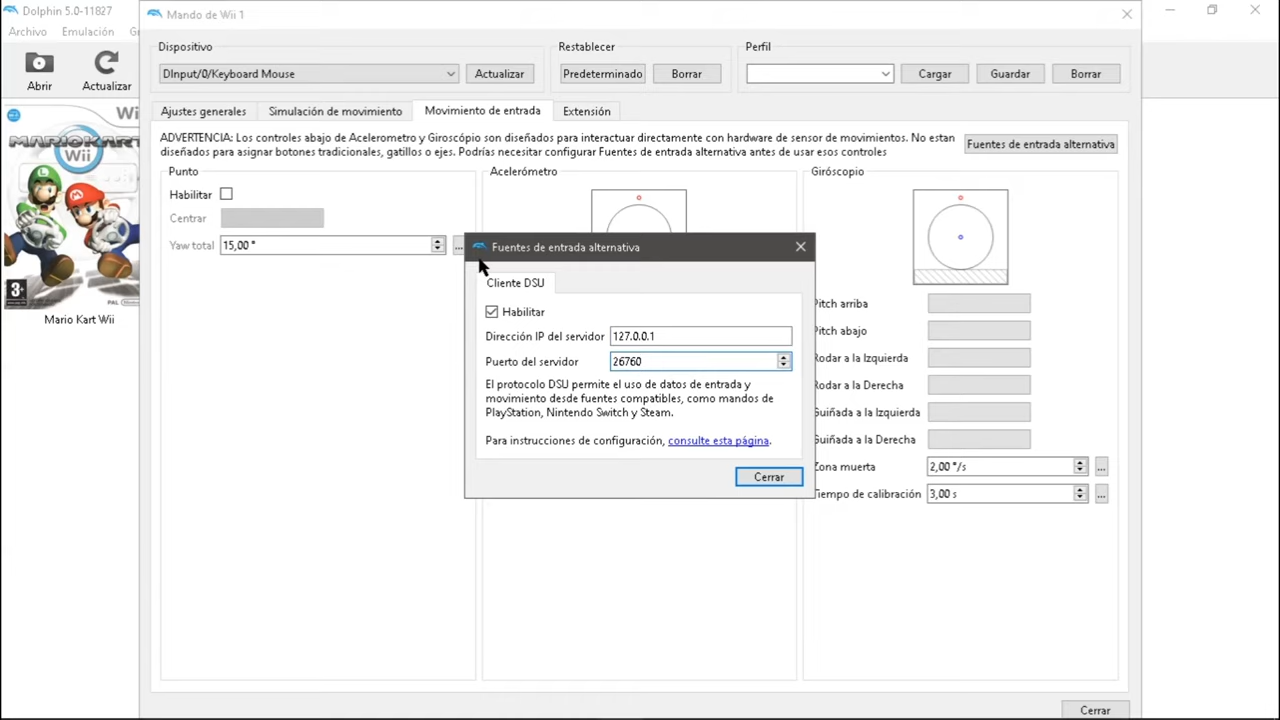 Dolphin 5.0-11827
Archivo Emulación
Abrir
Actualizar
Wii
MARIOKART
Wii
3+
PAL
Mario Kart Wii
Mando de Wii 1
Dispositivo
DInput/0/Keyboard Mouse
Actualizar
Restablecer
Predeterminado
Borrar
Perfil
Cargar
Guardar
Borrar
Ajustes generales
Simulación de movimiento
Movimiento de entrada
Extensión
ADVERTENCIA: Los controles abajo de Acelerometro y Giroscópio son diseñados para interactuar directamente con hardware de sensor de movimientos. No estan
diseñados para asignar botones tradicionales, gatillos o ejes. Podrías necesitar configurar Fuentes de entrada alternativa antes de usar esos controles
Fuentes de entrada alternativa
Punto
Habilitar
Centrar
Yaw total
15,00 °
...
Acelerómetro
Fuentes de entrada alternativa
Cliente DSU
Habilitar
Dirección IP del servidor
127.0.0.1
Puerto del servidor
26760
El protocolo DSU permite el uso de datos de entrada y
movimiento desde fuentes compatibles, como mandos de
PlayStation, Nintendo Switch y Steam.
Para instrucciones de configuración, consulte esta página.
Cerrar
Giróscopio
Pitch arriba
Pitch abajo
Rodar a la Izquierda
Rodar a la Derecha
Guiñada a la Izquierda
Guiñada a la Derecha
Zona muerta
2,00 °/s
...
Tiempo de calibración
3,00 s
...
Cerrar